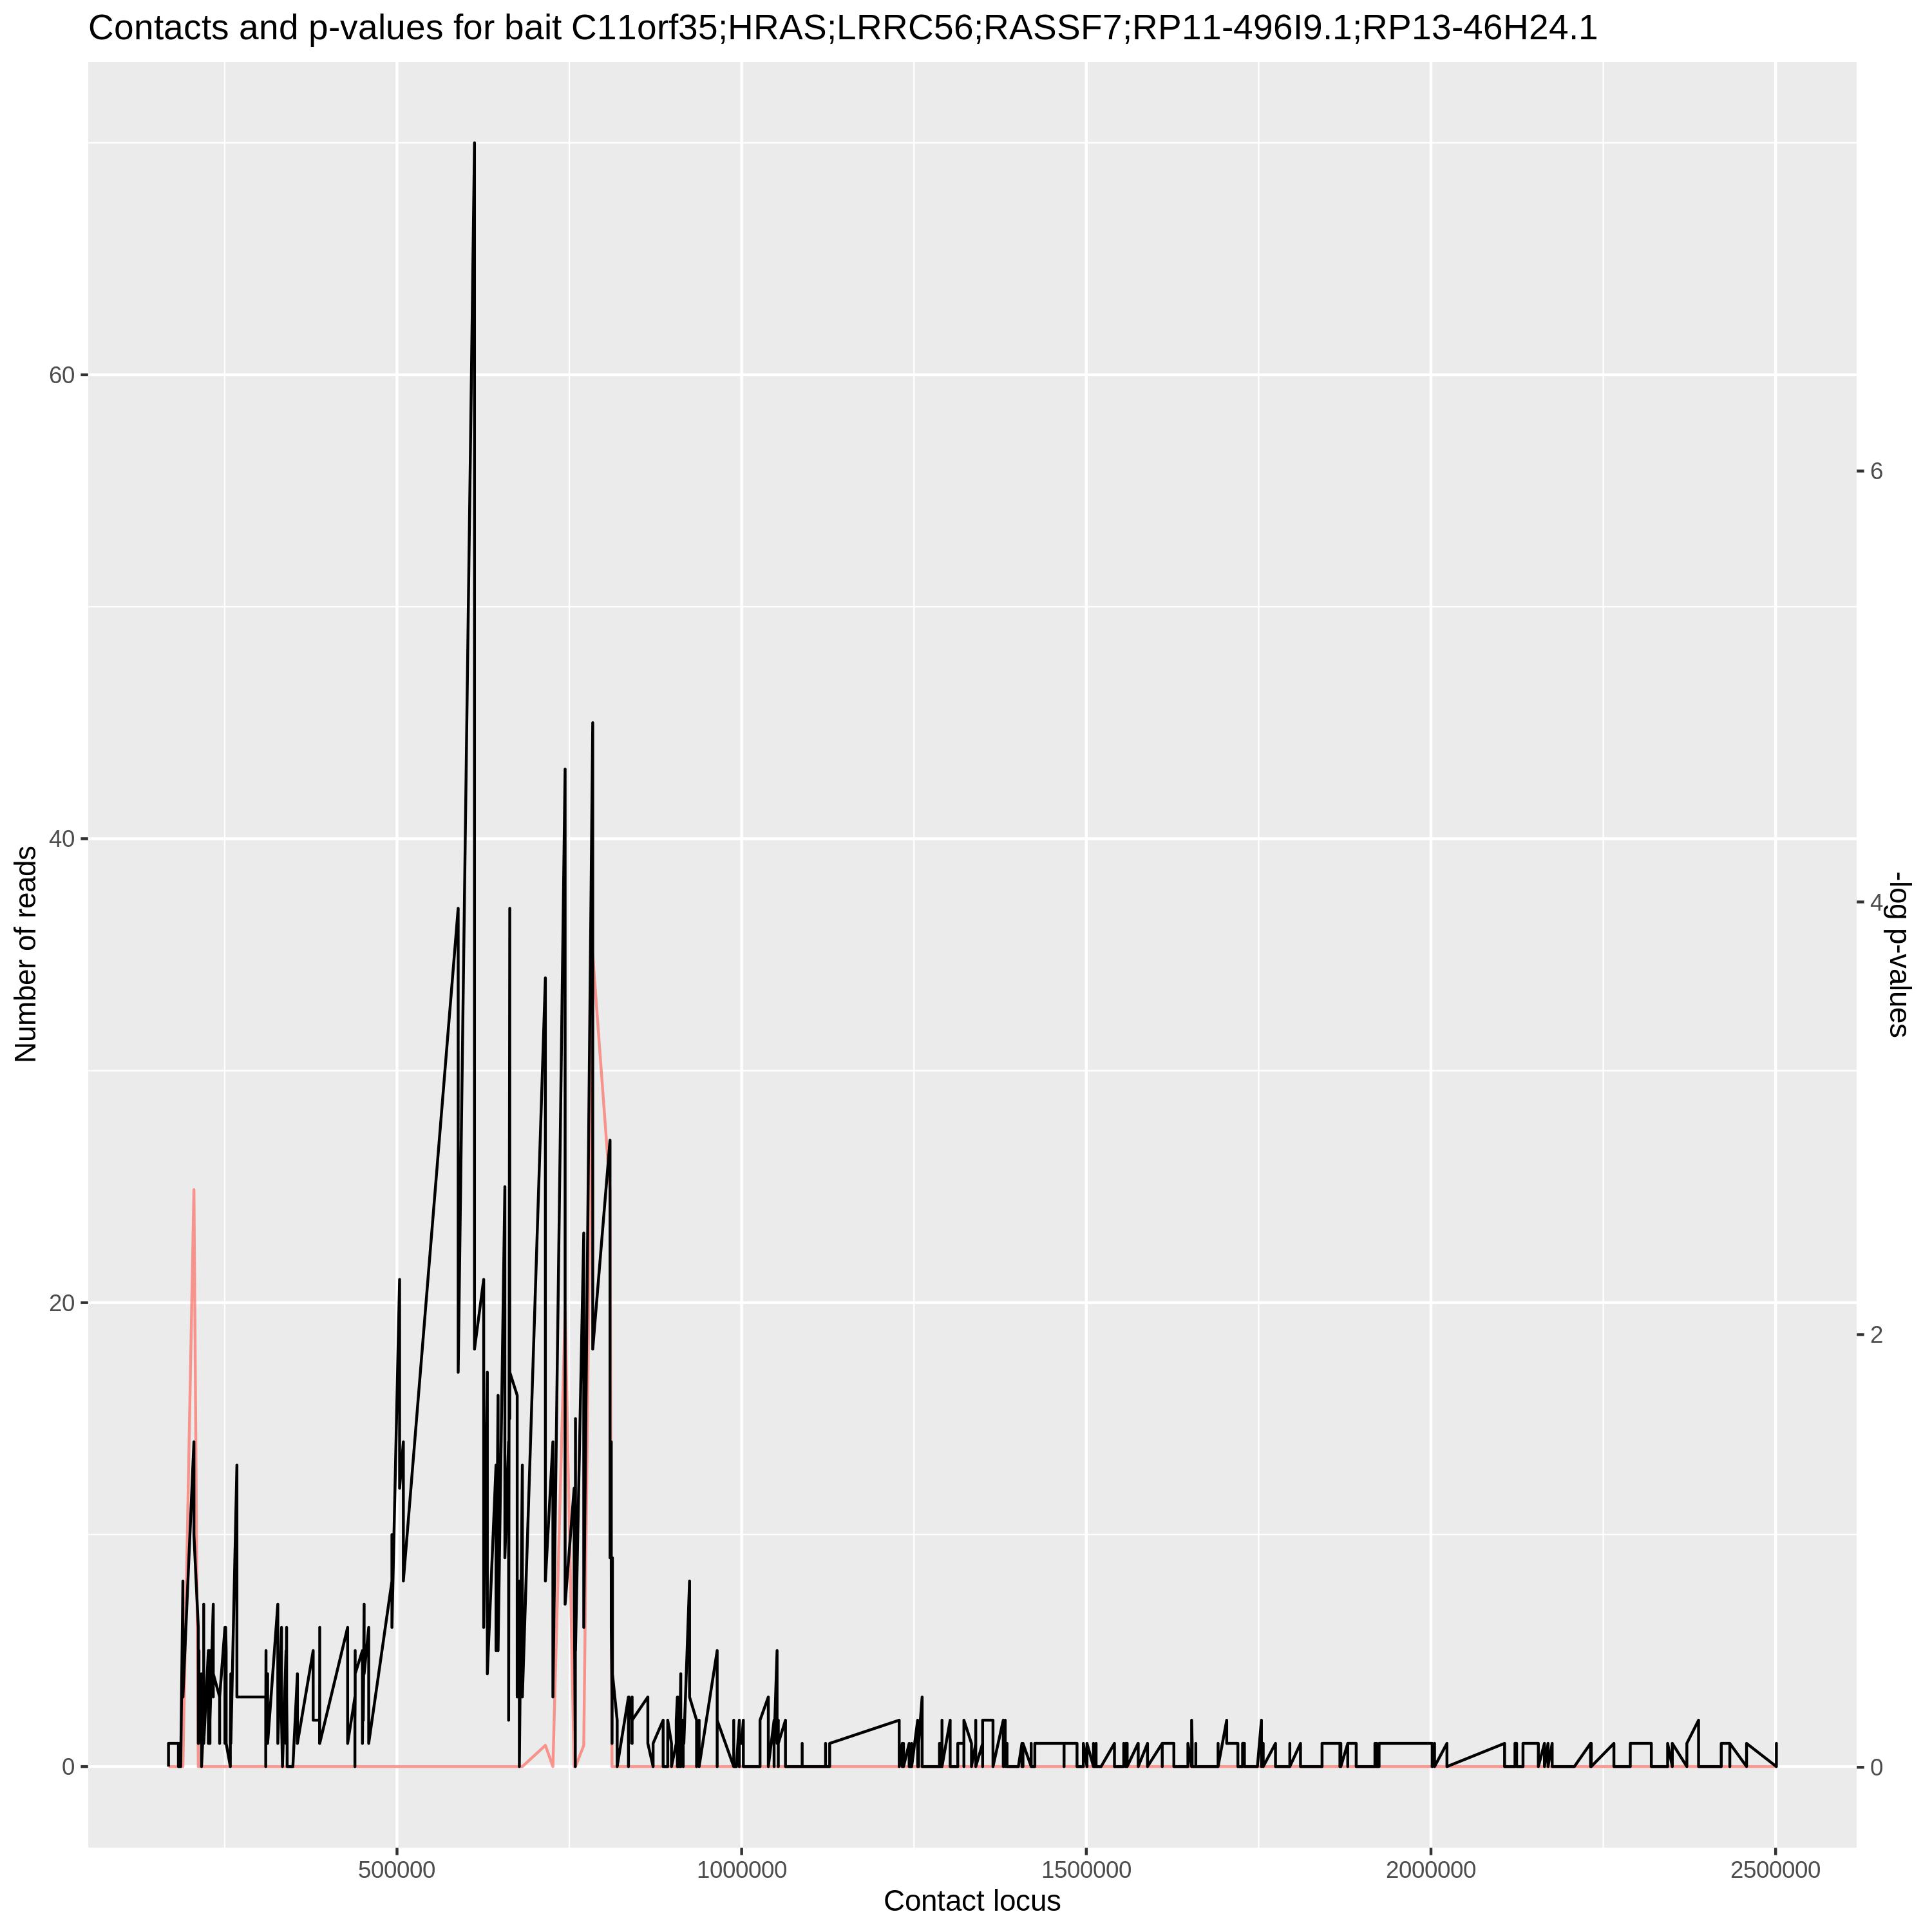 Contacts and p-values for bait C11orf35;HRAS;LRRC56;RASSF7;RP11-496I9.1;RP13-46H24.1
60
40
20
0
Number of reads
6
4
2
0
-log p-values
500000 1000000 1500000 2000000 2500000
Contact locus